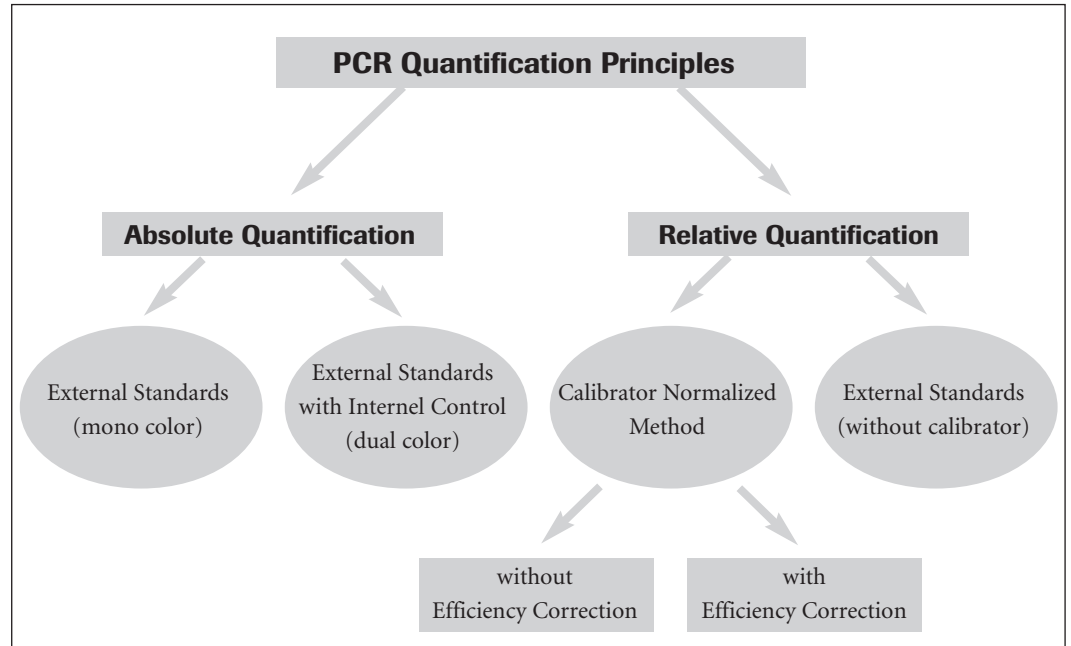 PCR Quantification Principles
Absolute Quantification
Relative Quantification
External Standards
(mono color)
External Standards
with Internel Control
(dual color)
Calibrator Normalized
Method
External Standards
(without calibrator)
without
Efficiency Correction
with
Efficiency Correction